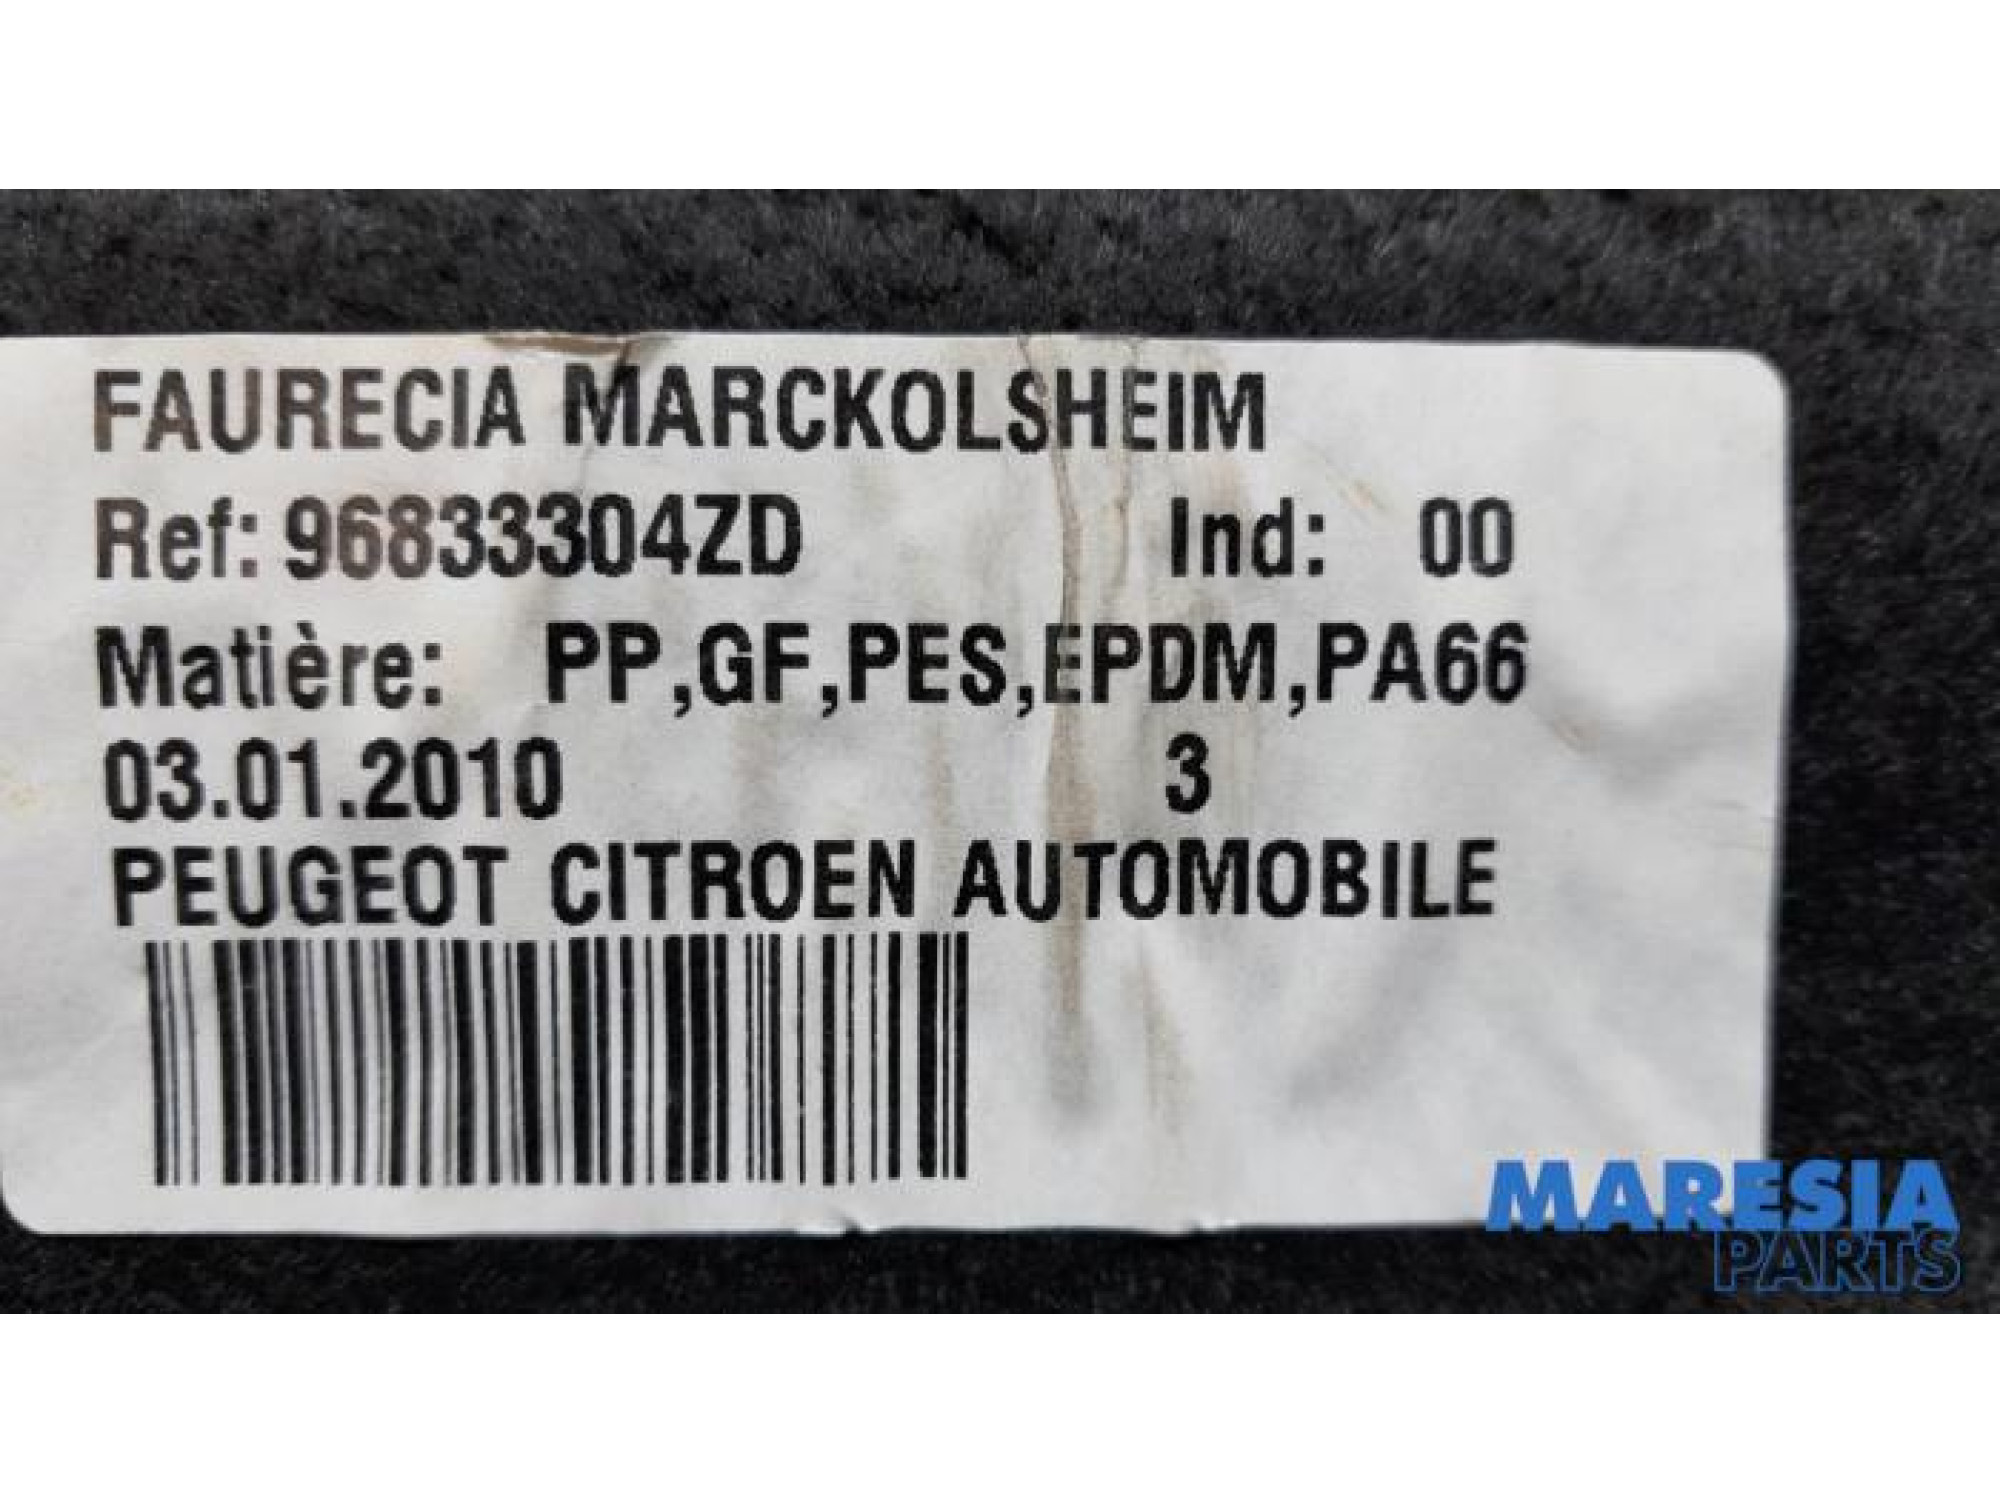 FAURECIA MARCKOLSHEIM
Ref: 96833304ZD Ind: 00
Matière: PP,GF,PES,EPDM,PA66
03.01.2010 3
PEUGEOT CITROEN AUTOMOBILE
MARESIA
PARTS